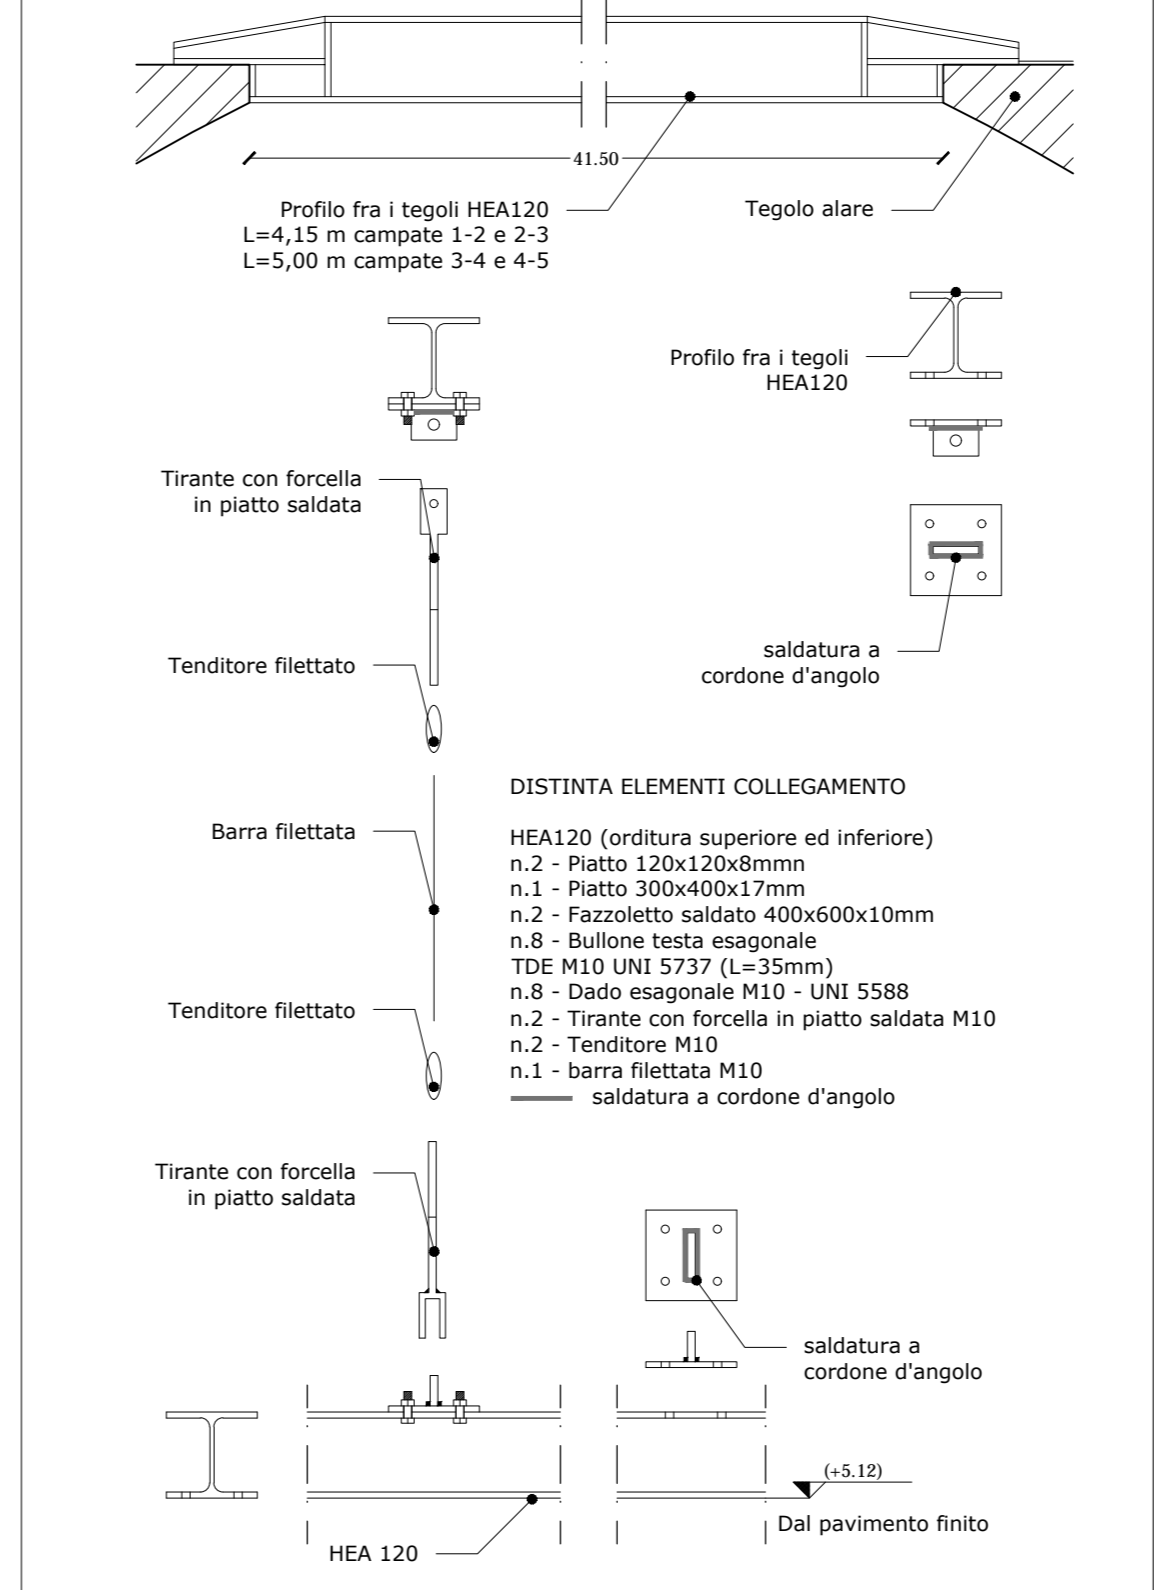 41.50
Profilo fra i tegoli HEA120
L=4,15 m campate 1-2 e 2-3
L=5,00 m campate 3-4 e 4-5
Tegolo alare
Profilo fra i tegoli
HEA120
Tirante con forcella
in piatto saldata
saldatura a
cordone d'angolo
Tenditore filettato
DISTINTA ELEMENTI COLLEGAMENTO
Barra filettata
HEA120 (orditura superiore ed inferiore)
n.2 - Piatto 120x120x8mmn
n.1 - Piatto 300x400x17mm
n.2 - Fazzoletto saldato 400x600x10mm
n.8 - Bullone testa esagonale
TDE M10 UNI 5737 (L=35mm)
n.8 - Dado esagonale M10 - UNI 5588
n.2 - Tirante con forcella in piatto saldata M10
n.2 - Tenditore M10
n.1 - barra filettata M10
saldatura a cordone d'angolo
Tenditore filettato
Tirante con forcella
in piatto saldata
saldatura a
cordone d'angolo
(+5.12)
Dal pavimento finito
HEA 120